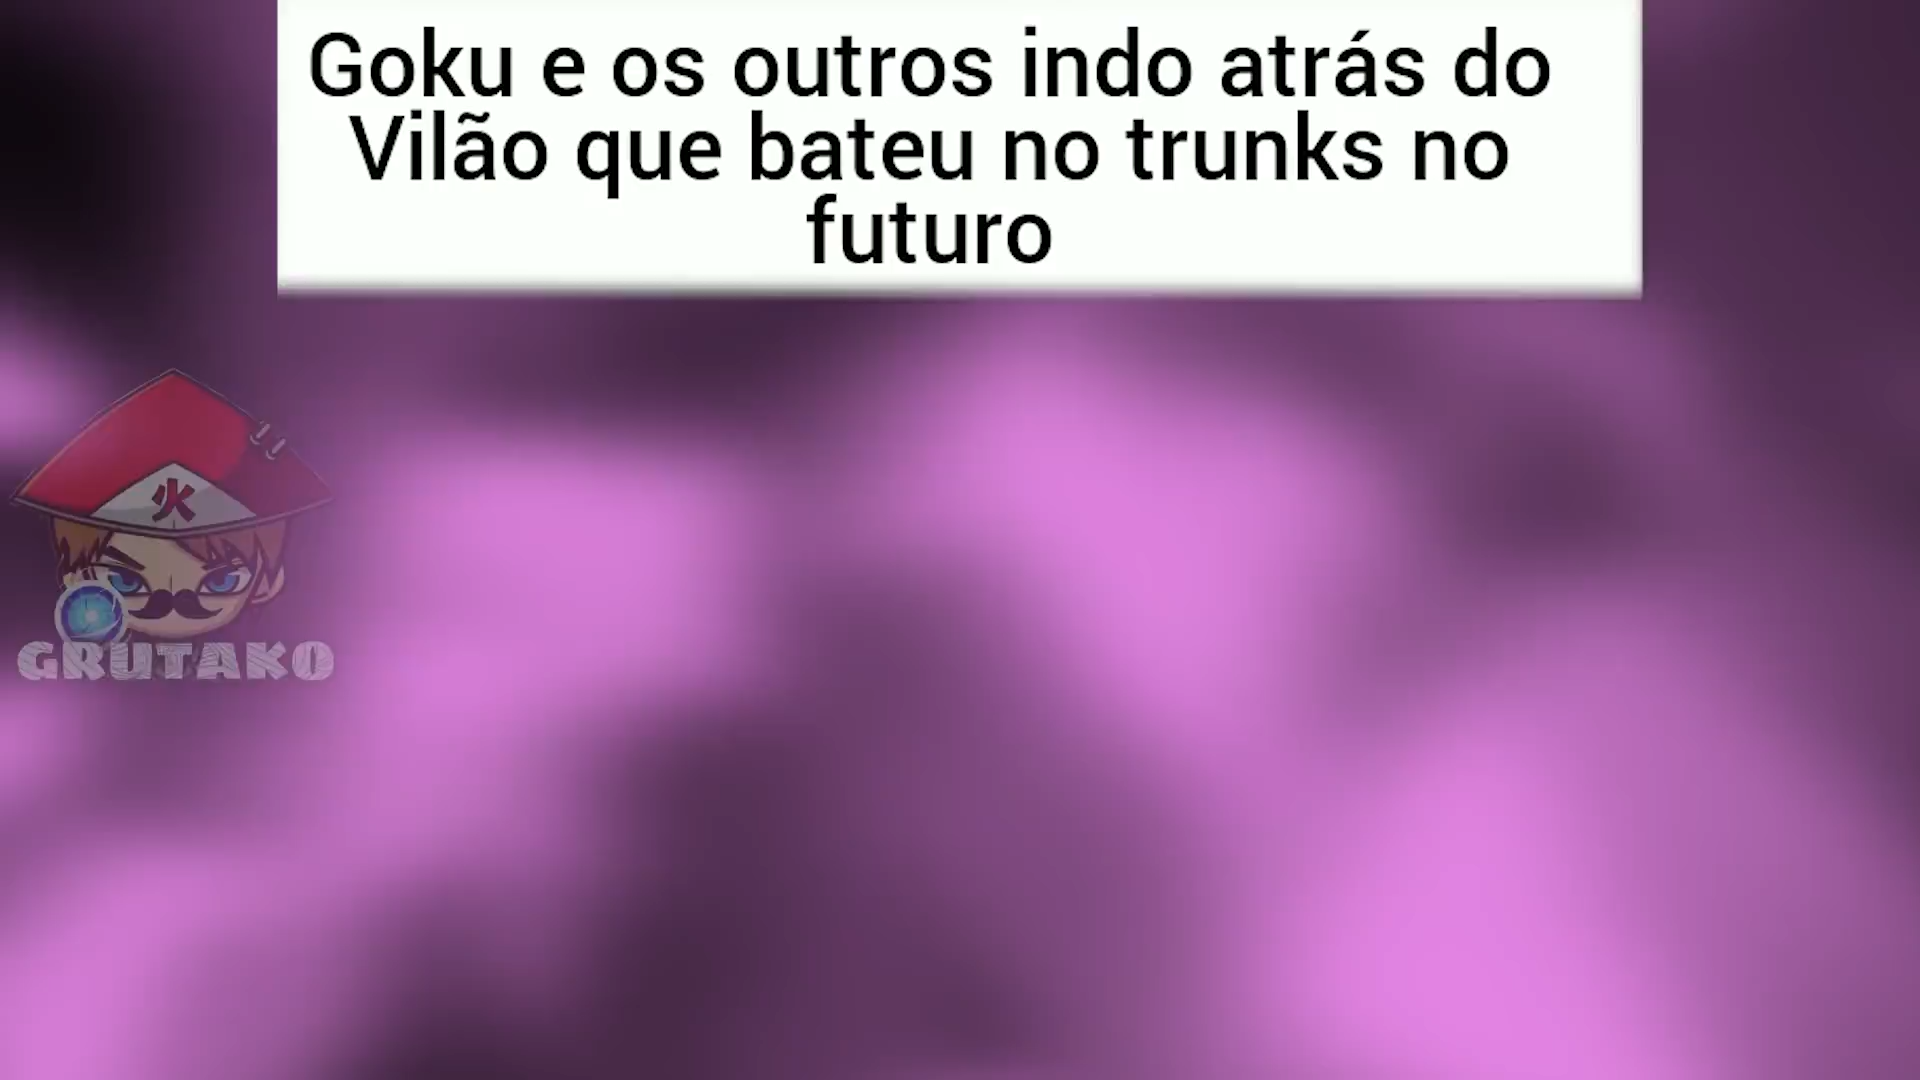 Goku e os outros indo atrás do
Vilão que bateu no trunks no
futuro
火
GRUTAKO